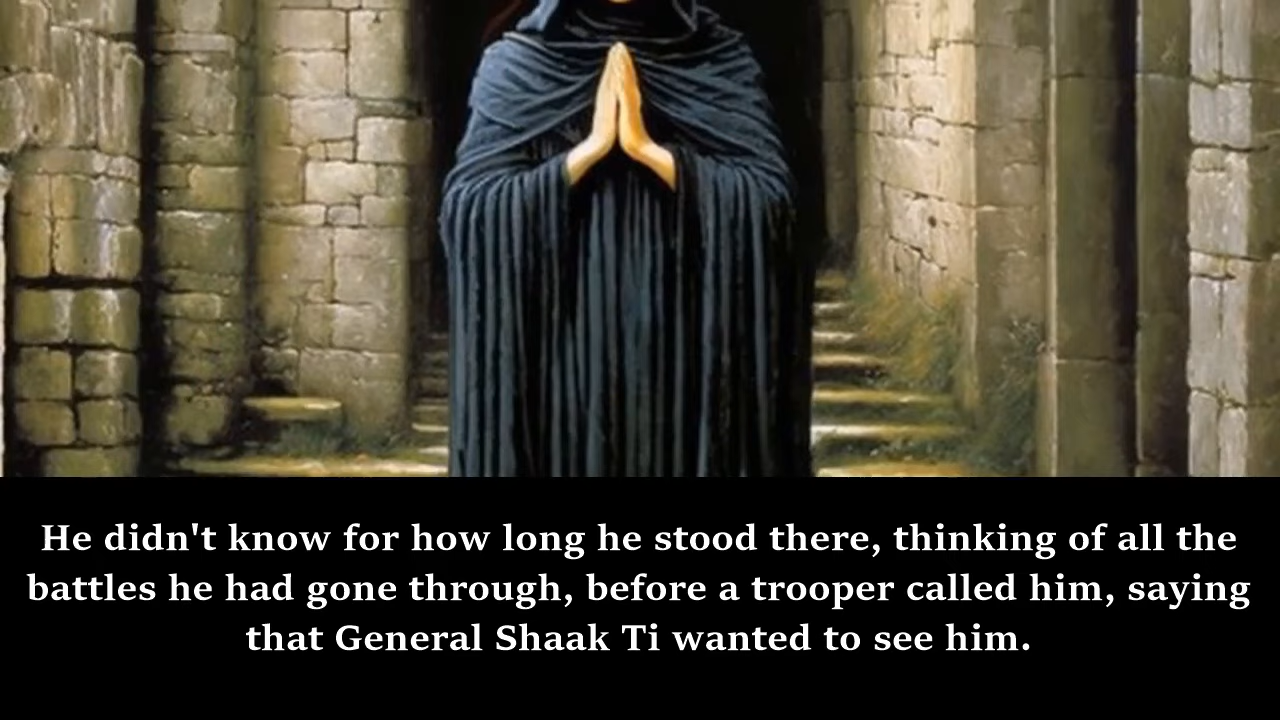 He didn't know for how long he stood there, thinking of all the
battles he had gone through, before a trooper called him, saying
that General Shaak Ti wanted to see him.